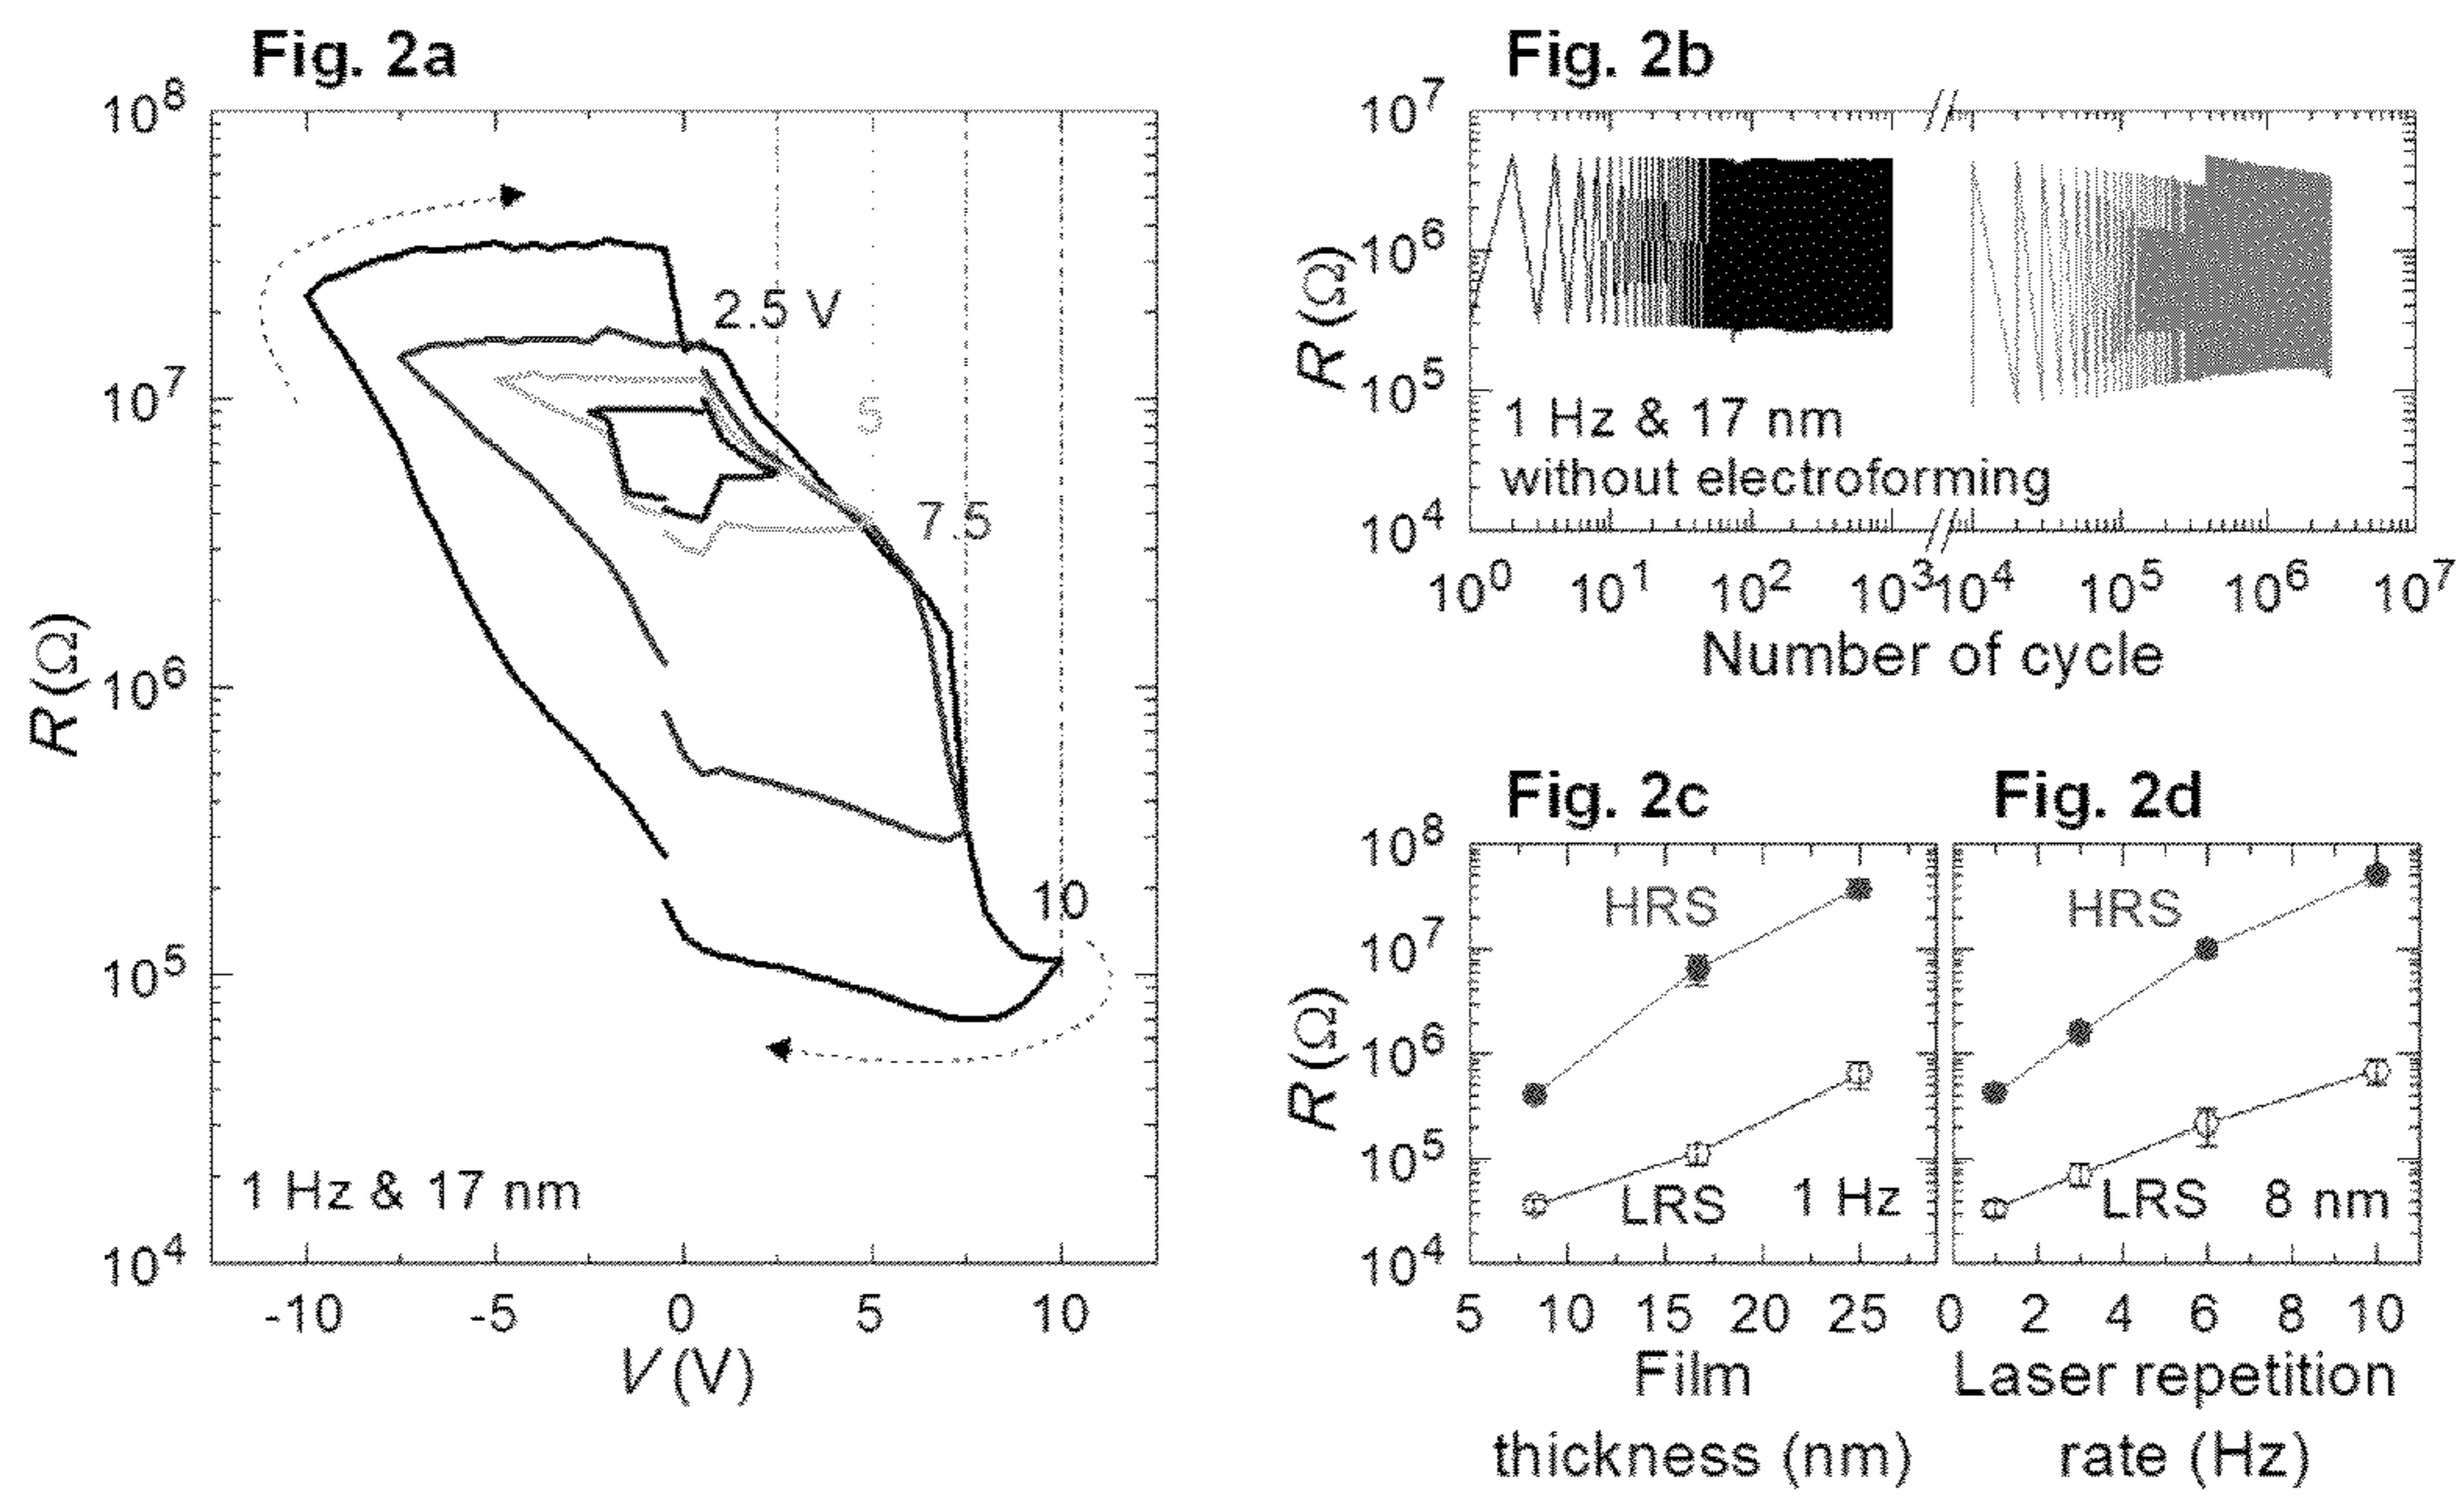 Fig. 2a
10^8
10^7
10^6
10^5
10^4
R (Ω)
2.5 V
5
7.5
10
1 Hz & 17 nm
-10 -5 0 5 10
V (V)
Fig. 2b
10^7
10^6
10^5
10^4
R (Ω)
1 Hz & 17 nm
without electroforming
10^0 10^1 10^2 10^3 10^4 10^5 10^6 10^7
Number of cycle
Fig. 2c
10^8
10^7
10^6
10^5
10^4
R (Ω)
HRS
LRS 1 Hz
5 10 15 20 25
Film
thickness (nm)
Fig. 2d
HRS
LRS 8 nm
0 2 4 6 8 10
Laser repetition
rate (Hz)